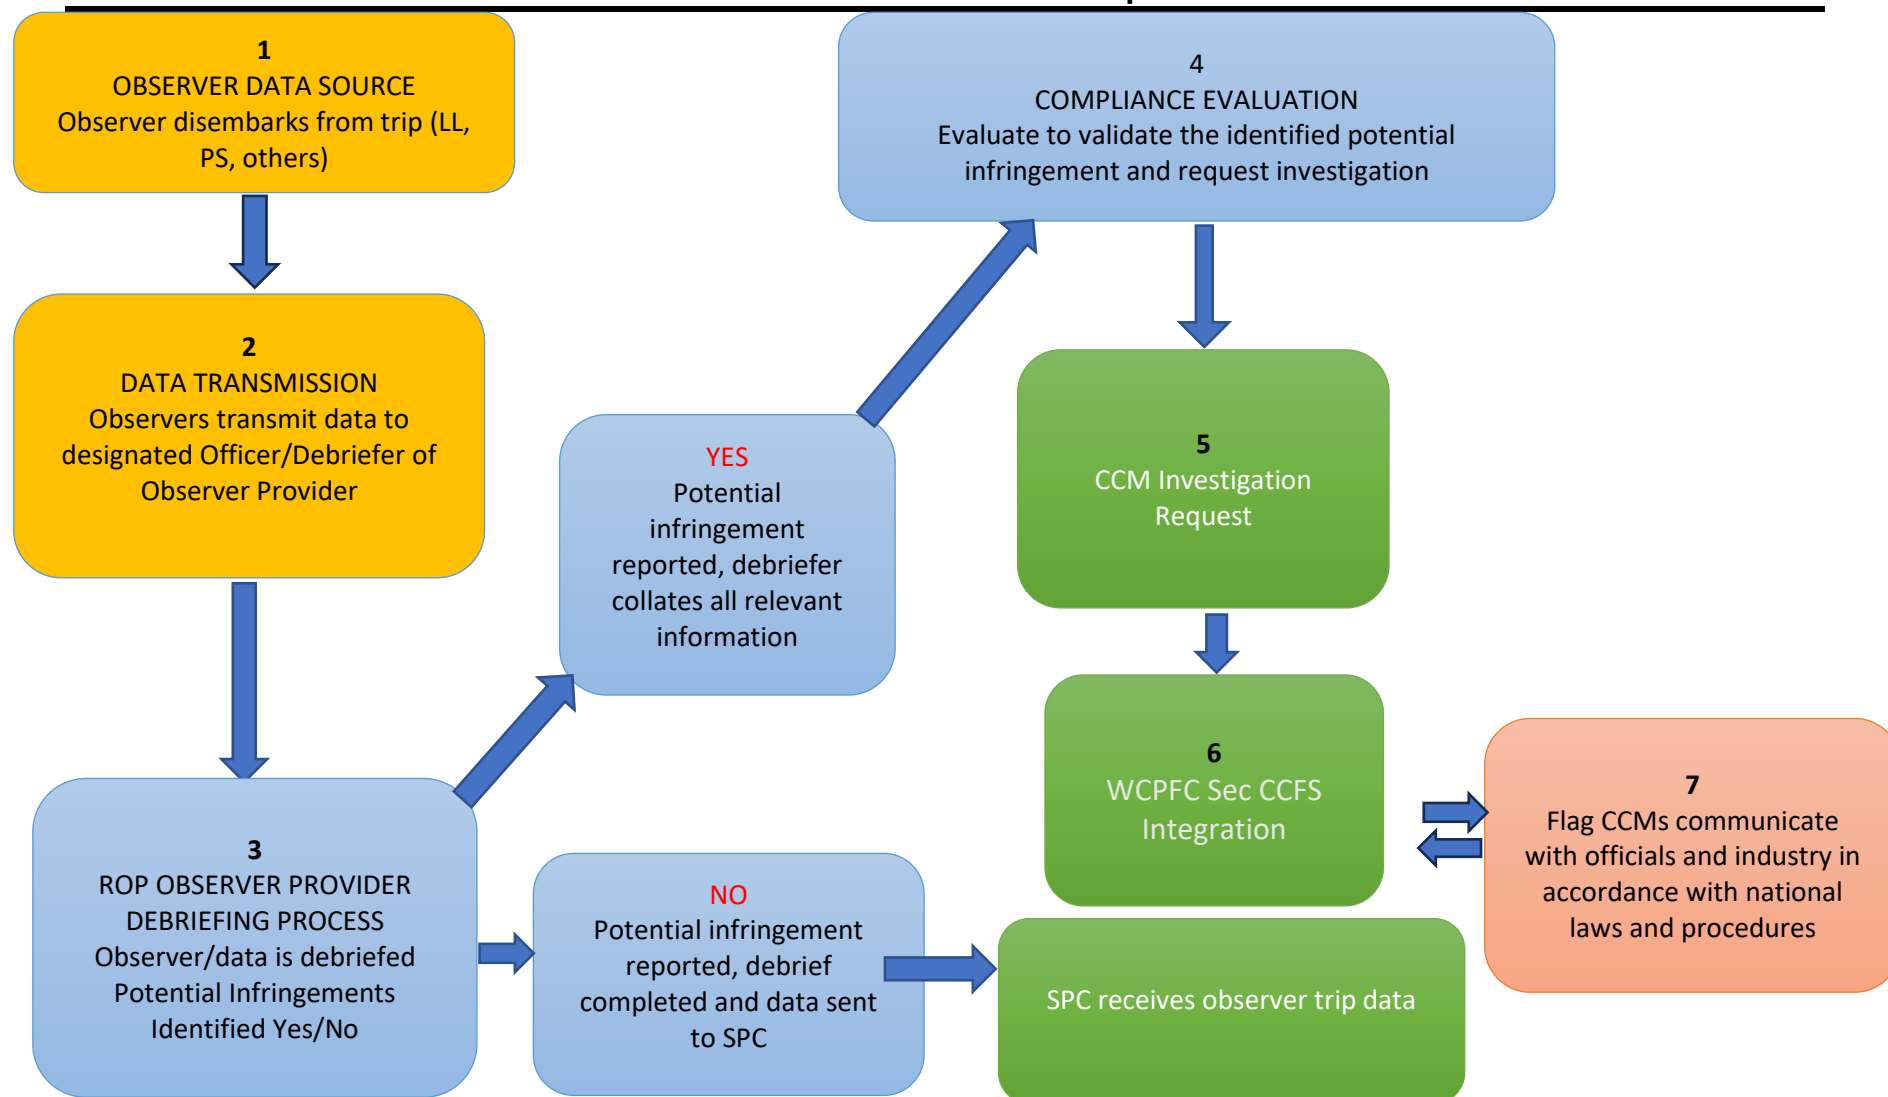 1
OBSERVER DATA SOURCE
Observer disembarks from trip (LL,
PS, others)
2
DATA TRANSMISSION
Observers transmit data to
designated Officer/Debriefer of
Observer Provider
3
ROP OBSERVER PROVIDER
DEBRIEFING PROCESS
Observer/data is debriefed
Potential Infringements
Identified Yes/No
YES
Potential
infringement
reported, debriefer
collates all relevant
information
NO
Potential infringement
reported, debrief
completed and data sent
to SPC
4
COMPLIANCE EVALUATION
Evaluate to validate the identified potential
infringement and request investigation
5
CCM Investigation
Request
6
WCPFC Sec CCFS
Integration
SPC receives observer trip data
7
Flag CCMs communicate
with officials and industry in
accordance with national
laws and procedures